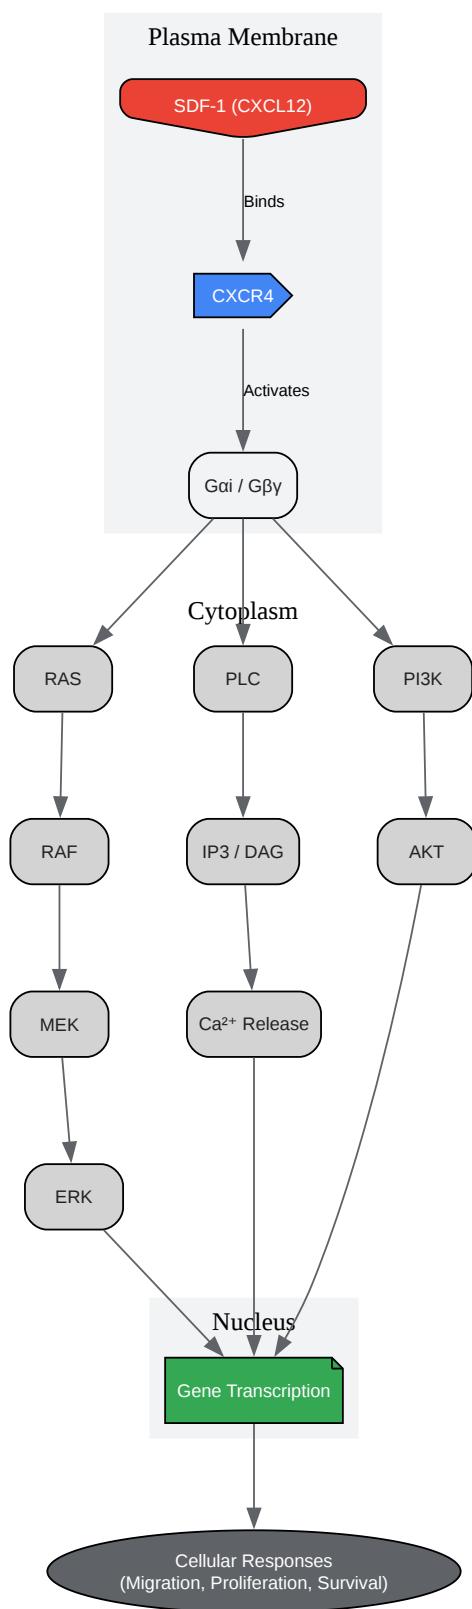 Plasma Membrane
SDF-1 (CXCL12)
Binds
CXCR4
Activates
Gαi / Gβγ
Cytoplasm
RAS
PLC
PI3K
RAF
IP3 / DAG
AKT
MEK
Ca²⁺ Release
ERK
Nucleus
Gene Transcription
Cellular Responses
(Migration, Proliferation, Survival)